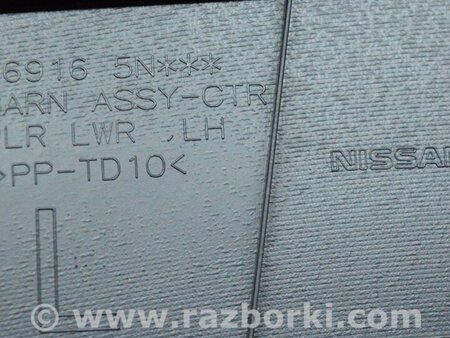 6916 5N***
ARN ASSY-CTR
LR LWR ,LH
>PP-TD10<
NISSAN
L
www.razborki.com